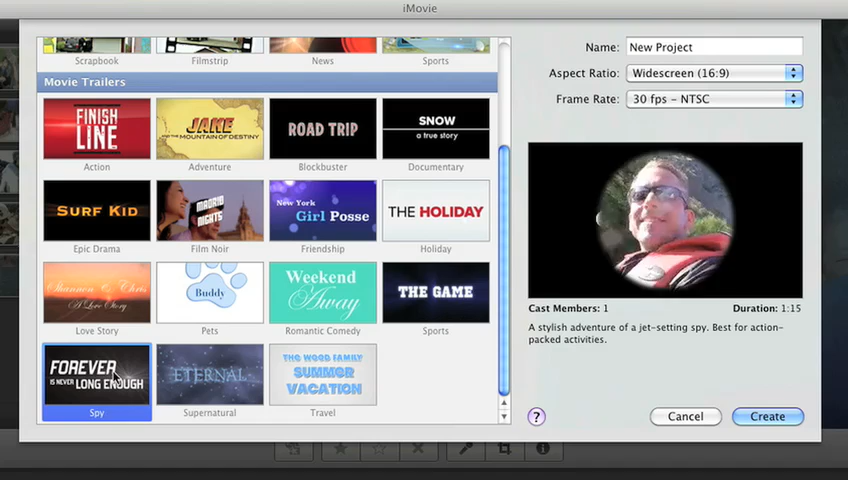 iMovie
Scrapbook
Filmstrip
News
Sports
Movie Trailers
FINISH
LINE
Action
JAKE
AND THE MOUNTAIN OF DESTINY
Adventure
ROAD TRIP
Blockbuster
SNOW
a true story
Documentary
SURF KID
Epic Drama
MADRID
NIGHTS
Film Noir
New York
Girl Posse
Friendship
THE HOLIDAY
Holiday
Shannon & Chris
A Love Story
Love Story
Buddy
Pets
Weekend
Away
Romantic Comedy
THE GAME
Sports
FOREVER
IS NEVER LONG ENOUGH
Spy
ETERNAL
Supernatural
THE WOOD FAMILY
SUMMER
VACATION
Travel
Name: New Project
Aspect Ratio: Widescreen (16:9)
Frame Rate: 30 fps – NTSC
Cast Members: 1 Duration: 1:15
A stylish adventure of a jet-setting spy. Best for action-
packed activities.
?
Cancel
Create